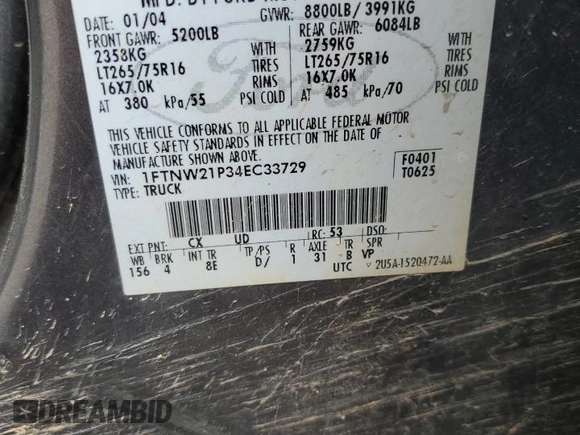 MFD. BY FORD
DATE: 01/04 GVWR: 8800LB/ 3991KG
FRONT GAWR: 5200LB REAR GAWR: 6084LB
2358KG WITH 2759KG WITH
LT265/75R16 TIRES LT265/75R16 TIRES
16X7.0K RIMS 16X7.0K RIMS
AT 380 kPa/55 PSI COLD AT 485 kPa/70 PSI COLD
Ford
THIS VEHICLE CONFORMS TO ALL APPLICABLE FEDERAL MOTOR
VEHICLE SAFETY STANDARDS IN EFFECT ON THE DATE OF
MANUFACTURE SHOWN ABOVE.
VIN: 1FTNW21P34EC33729 F0401
TYPE: TRUCK T0625
EXT PNT: CX UD RC: 53 DSO:
WB BRK INT TR TP/PS R AXLE TR SPR
156 4 8E D/ 1 31 B VP
UTC ▽ 2U5A-1520472-AA
DREAMBID